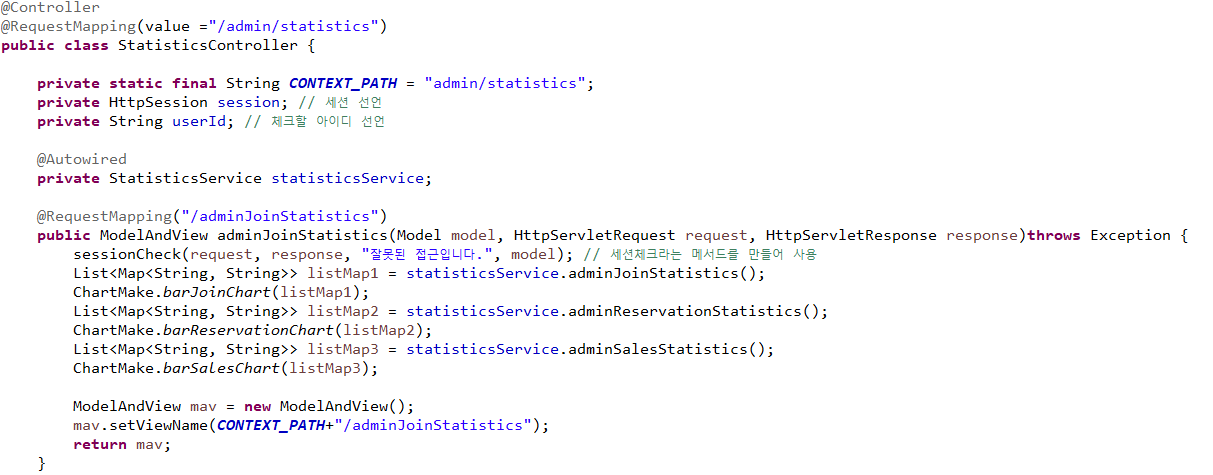 @Controller
@RequestMapping(value ="/admin/statistics")
public class StatisticsController {
private static final String CONTEXT_PATH = "admin/statistics";
private HttpSession session; // 세션 선언
private String userId; // 체크할 아이디 선언
@Autowired
private StatisticsService statisticsService;
@RequestMapping("/adminJoinStatistics")
public ModelAndView adminJoinStatistics(Model model, HttpServletRequest request, HttpServletResponse response)throws Exception {
sessionCheck(request, response, "잘못된 접근입니다.", model); // 세션체크라는 메서드를 만들어 사용
List<Map<String, String>> listMap1 = statisticsService.adminJoinStatistics();
ChartMake.barJoinChart(listMap1);
List<Map<String, String>> listMap2 = statisticsService.adminReservationStatistics();
ChartMake.barReservationChart(listMap2);
List<Map<String, String>> listMap3 = statisticsService.adminSalesStatistics();
ChartMake.barSalesChart(listMap3);
ModelAndView mav = new ModelAndView();
mav.setViewName(CONTEXT_PATH+"/adminJoinStatistics");
return mav;
}